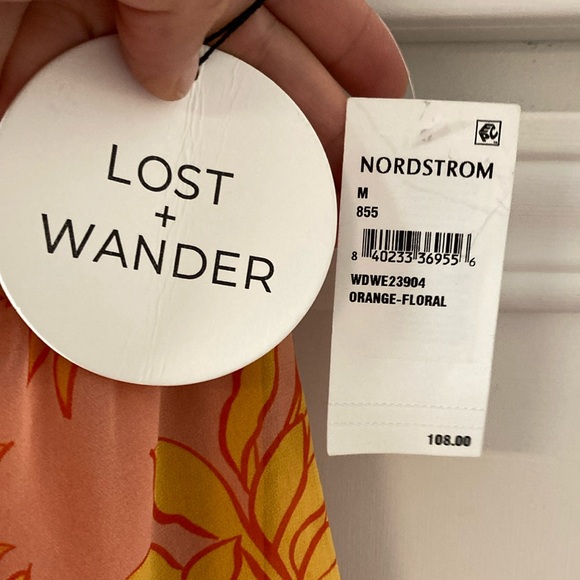 LOST
+
WANDER
NORDSTROM
M
855
8 40233 36955 6
WDWE23904
ORANGE-FLORAL
108.00